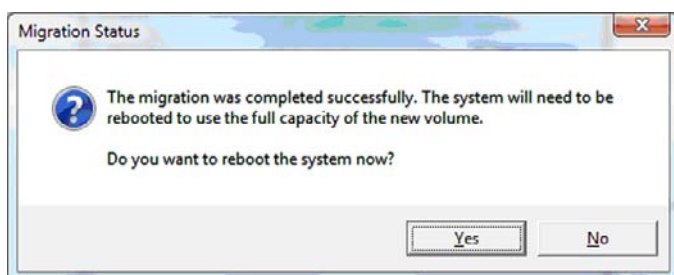 Migration Status
The migration was completed successfully. The system will need to be
rebooted to use the full capacity of the new volume.
Do you want to reboot the system now?
Yes
No